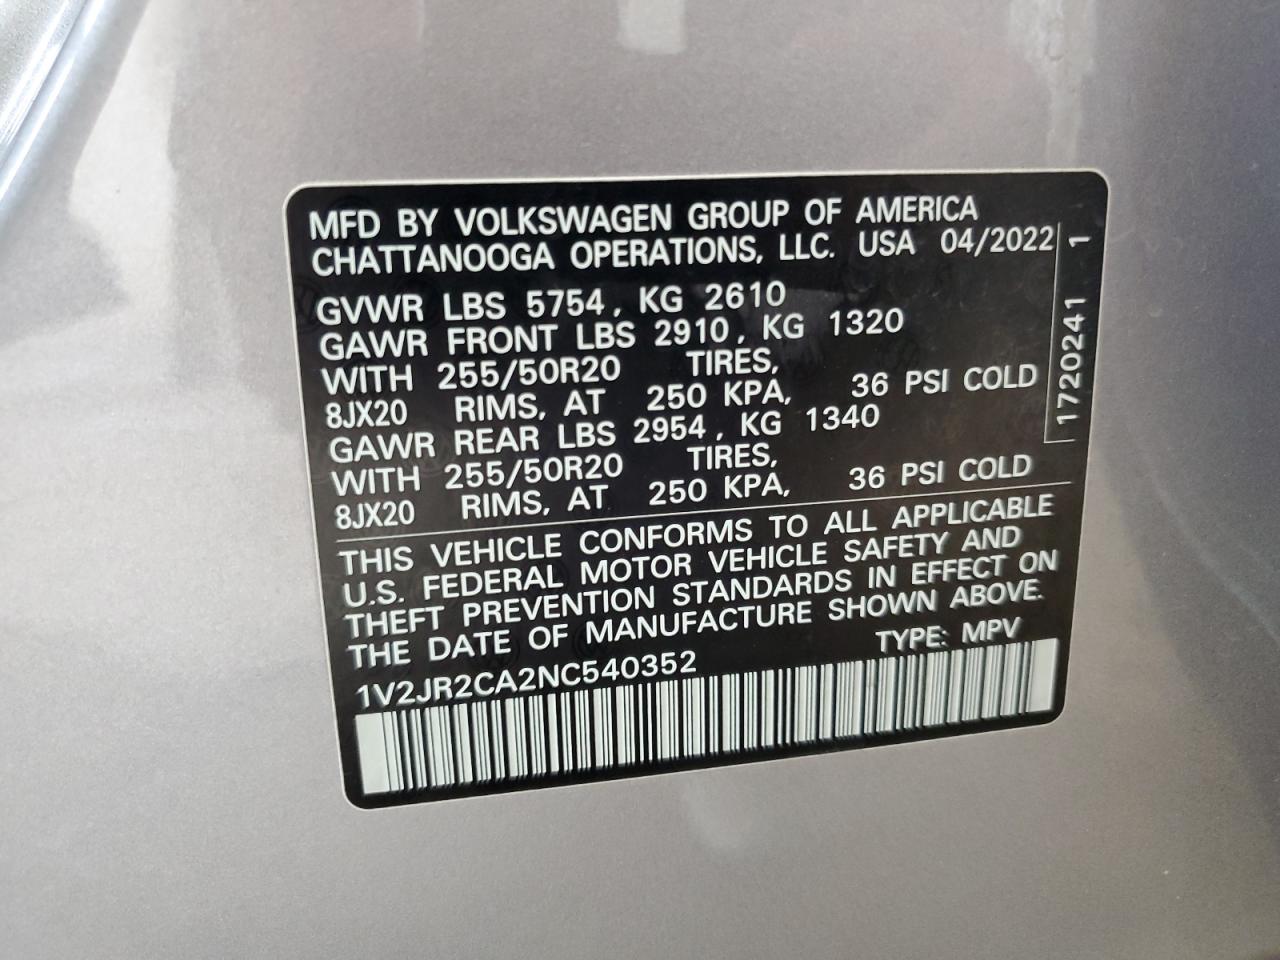 MFD BY VOLKSWAGEN GROUP OF AMERICA
CHATTANOOGA OPERATIONS, LLC. USA 04/2022
GVWR LBS 5754, KG 2610
GAWR FRONT LBS 2910, KG 1320
WITH 255/50R20 TIRES,
8JX20 RIMS, AT 250 KPA, 36 PSI COLD
GAWR REAR LBS 2954, KG 1340
WITH 255/50R20 TIRES,
8JX20 RIMS, AT 250 KPA, 36 PSI COLD
THIS VEHICLE CONFORMS TO ALL APPLICABLE
U.S. FEDERAL MOTOR VEHICLE SAFETY AND
THEFT PREVENTION STANDARDS IN EFFECT ON
THE DATE OF MANUFACTURE SHOWN ABOVE.
TYPE: MPV
1V2JR2CA2NC540352
1720241 1